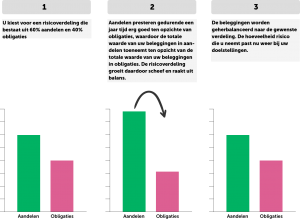 1
U kiest voor een risicoverdeling die
bestaat uit 60% aandelen en 40%
obligaties
2
Aandelen presteren gedurende een
jaar tijd erg goed ten opzichte van
obligaties, waardoor de totale
waarde van uw beleggingen in aan-
delen toeneemt ten opzicht van de
totale waarde van uw beleggingen
in obligaties. De risicoverdeling
groeit daardoor scheef en raakt uit
balans.
3
De beleggingen worden
geherbalanceerd naar de gewenste
verdeling. De hoeveelheid risico
die u neemt past nu weer bij uw
doelstellingen.
Aandelen Obligaties
Aandelen Obligaties
Aandelen Obligaties